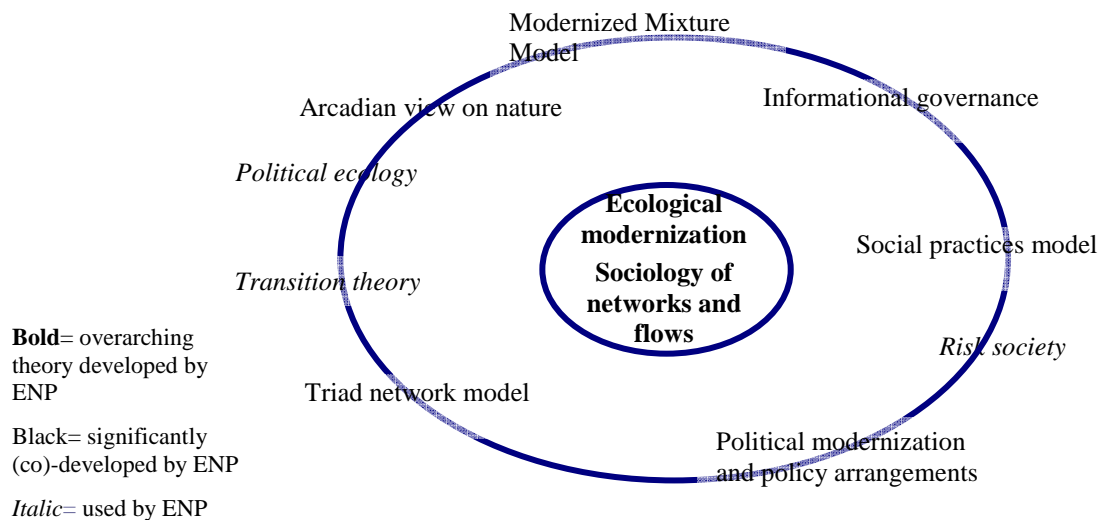 Modernized Mixture
Model
Informational governance
Arcadian view on nature
Political ecology
Ecological
modernization
Sociology of
networks and
flows
Social practices model
Transition theory
Risk society
Triad network model
Political modernization
and policy arrangements
Bold= overarching
theory developed by
ENP
Black= significantly
(co)-developed by ENP
Italic= used by ENP